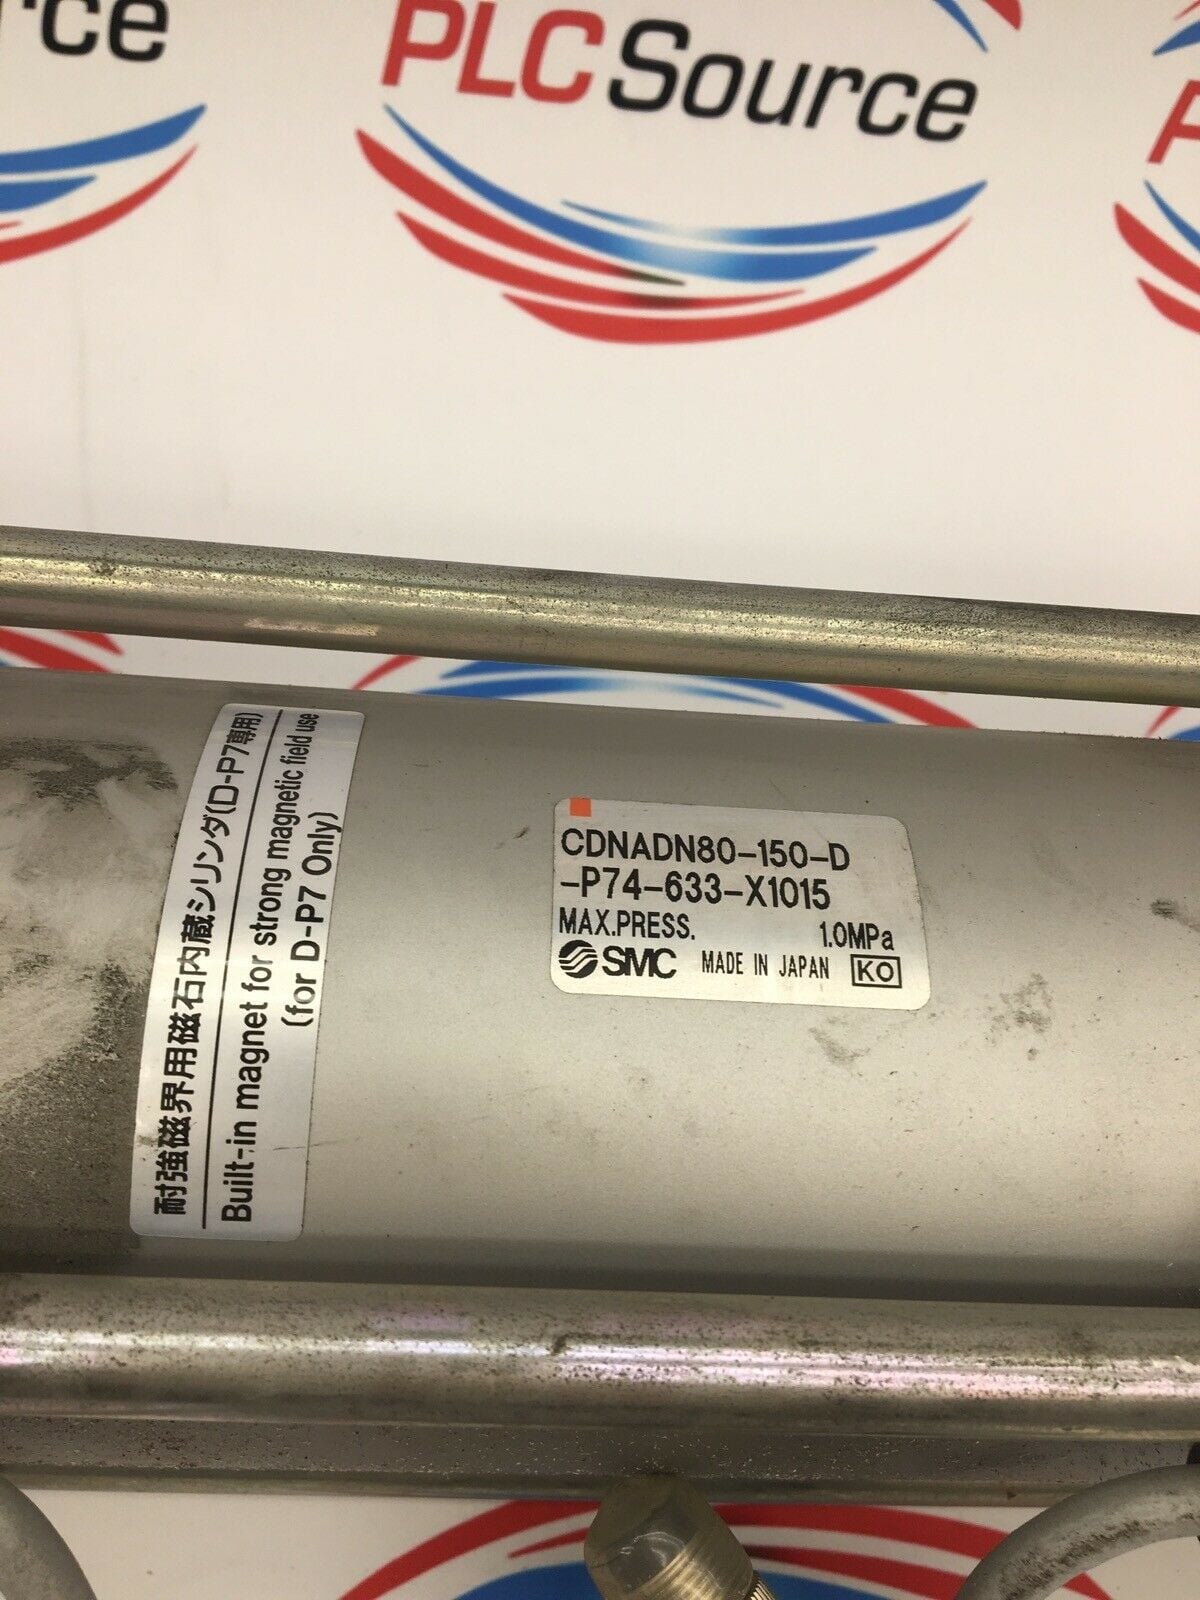 PLC Source
耐強磁界用磁石内蔵シリンダ(D-P7専用)
Built-in magnet for strong magnetic field use
(for D-P7 Only)
CDNADN80-150-D
-P74-633-X1015
MAX.PRESS. 1.0MPa
SMC MADE IN JAPAN KO